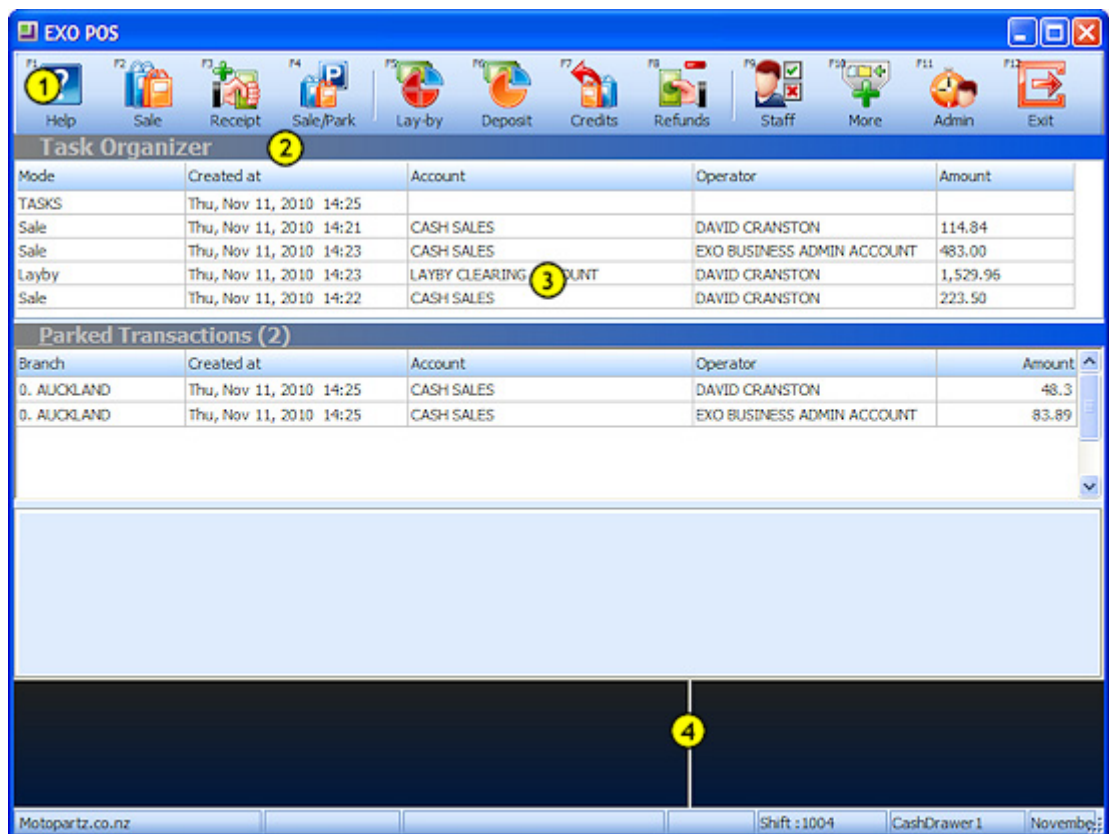 EXO POS
F1 F2 F3 F4 F5 F6 F7 F8 F9 F10 F11 F12
1 ?  P
Help Sale Receipt Sale/Park Lay-by Deposit Credits Refunds Staff More Admin Exit
Task Organizer 2
Mode Created at Account Operator Amount
TASKS Thu, Nov 11, 2010 14:25
Sale Thu, Nov 11, 2010 14:21 CASH SALES DAVID CRANSTON 114.84
Sale Thu, Nov 11, 2010 14:23 CASH SALES EXO BUSINESS ADMIN ACCOUNT 483.00
Layby Thu, Nov 11, 2010 14:23 LAYBY CLEARING 3 OUNT DAVID CRANSTON 1,529.96
Sale Thu, Nov 11, 2010 14:22 CASH SALES DAVID CRANSTON 223.50
Parked Transactions (2)
Branch Created at Account Operator Amount
0. AUCKLAND Thu, Nov 11, 2010 14:25 CASH SALES DAVID CRANSTON 48.3
0. AUCKLAND Thu, Nov 11, 2010 14:25 CASH SALES EXO BUSINESS ADMIN ACCOUNT 83.89
4
Motopartz.co.nz Shift :1004 CashDrawer1 Novembe